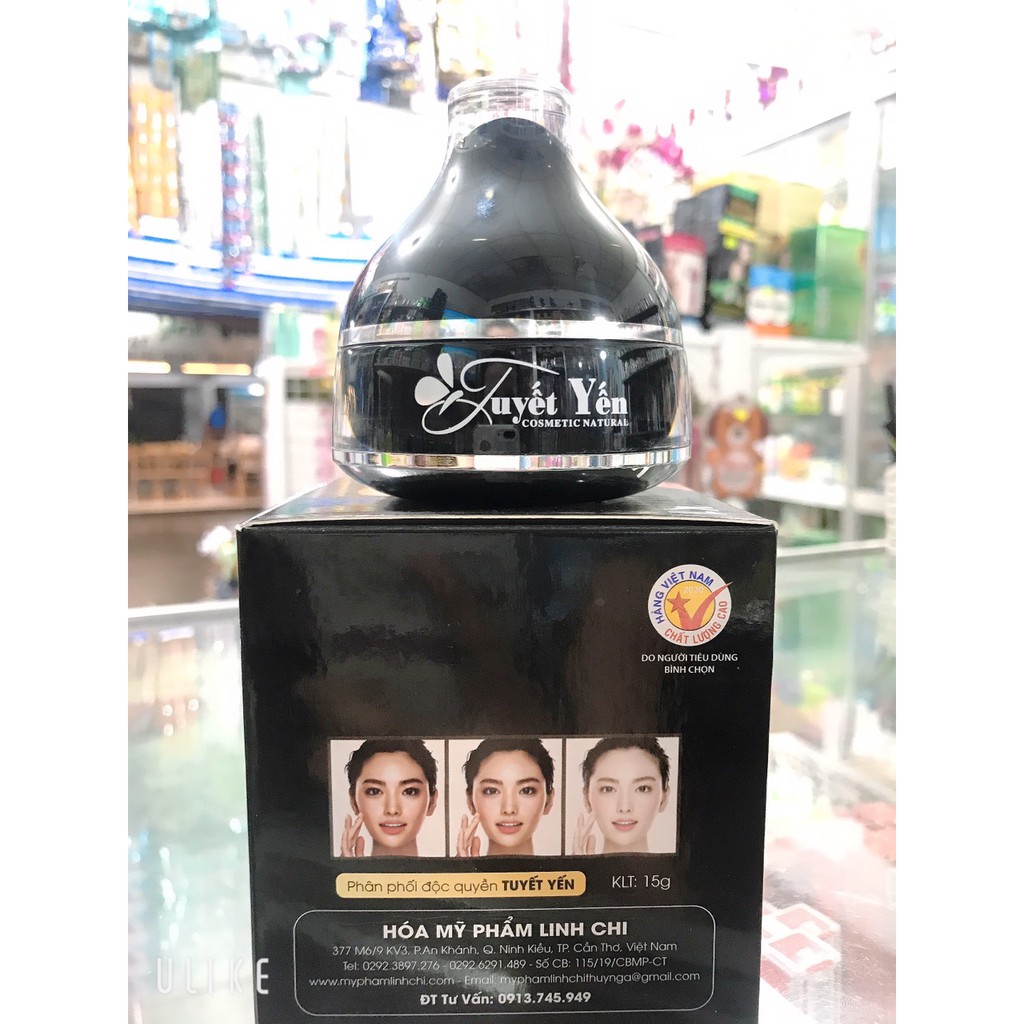 Tuyết Yến
COSMETIC NATURAL
HÀNG VIỆT NAM
2020
CHẤT LƯỢNG CAO
DO NGƯỜI TIÊU DÙNG
BÌNH CHỌN
Phân phối độc quyền TUYẾT YẾN
KLT: 15g
HÓA MỸ PHẨM LINH CHI
377 M6/9 KV3, P.An Khánh, Q. Ninh Kiều, TP. Cần Thơ, Việt Nam
Tel: 0292.3897.276 - 0292.6291.489 - Số CB: 115/19/CBMP-CT
www.myphamlinhchi.com - Email: myphamlinhchithuynga@gmail.com
ĐT Tư Vấn: 0913.745.949
ULIKE